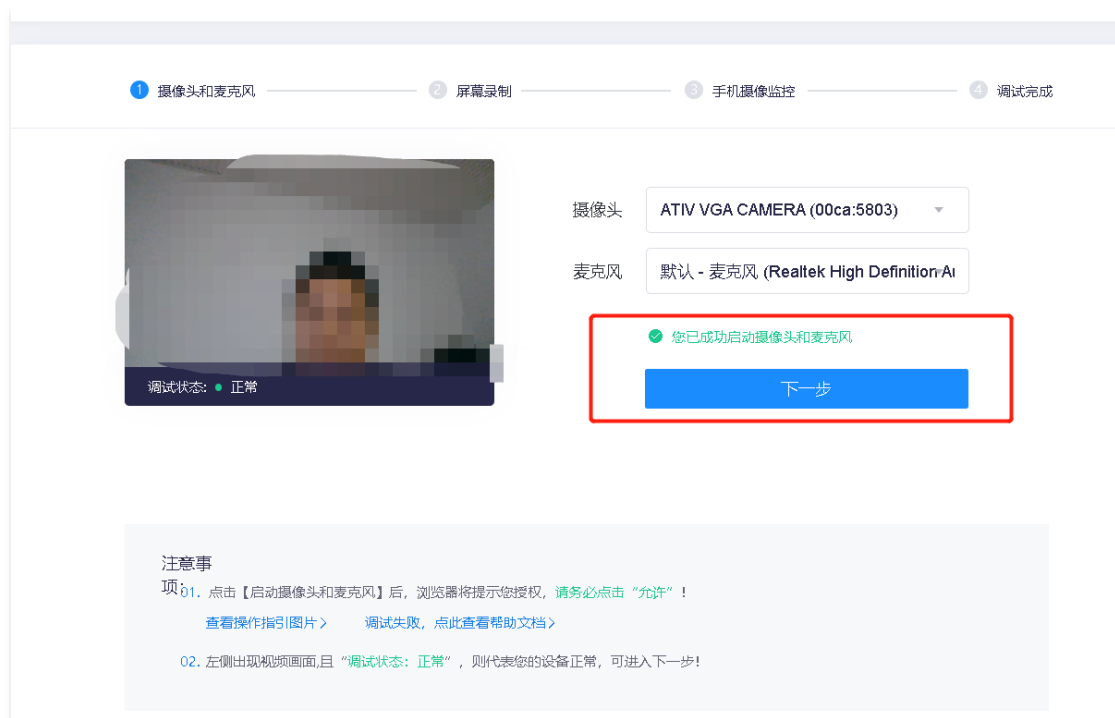 1 摄像头和麦克风 2 屏幕录制 3 手机摄像监控 4 调试完成
摄像头 ATIV VGA CAMERA (00ca:5803)
麦克风 默认 - 麦克风 (Realtek High Definition Au
您已成功启动摄像头和麦克风
下一步
调试状态: 正常
注意事
项:
01. 点击【启动摄像头和麦克风】后, 浏览器将提示您授权, 请务必点击“允许”!
查看操作指引图片> 调试失败, 点此查看帮助文档>
02. 左侧出现视频画面,且“调试状态: 正常”, 则代表您的设备正常, 可进入下一步!